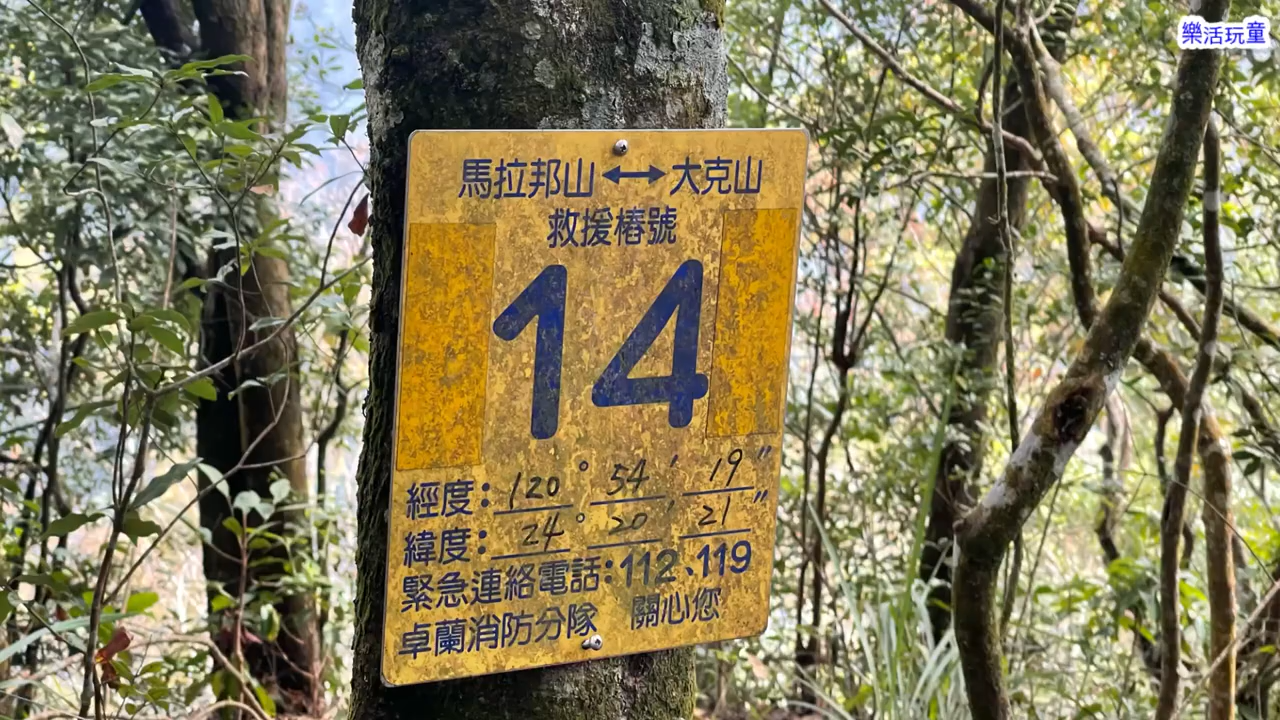 樂活玩童
馬拉邦山↔大克山
救援樁號
14
經度：120° 54′ 19″
緯度：24° 20′ 21″
緊急連絡電話：112、119
卓蘭消防分隊 關心您